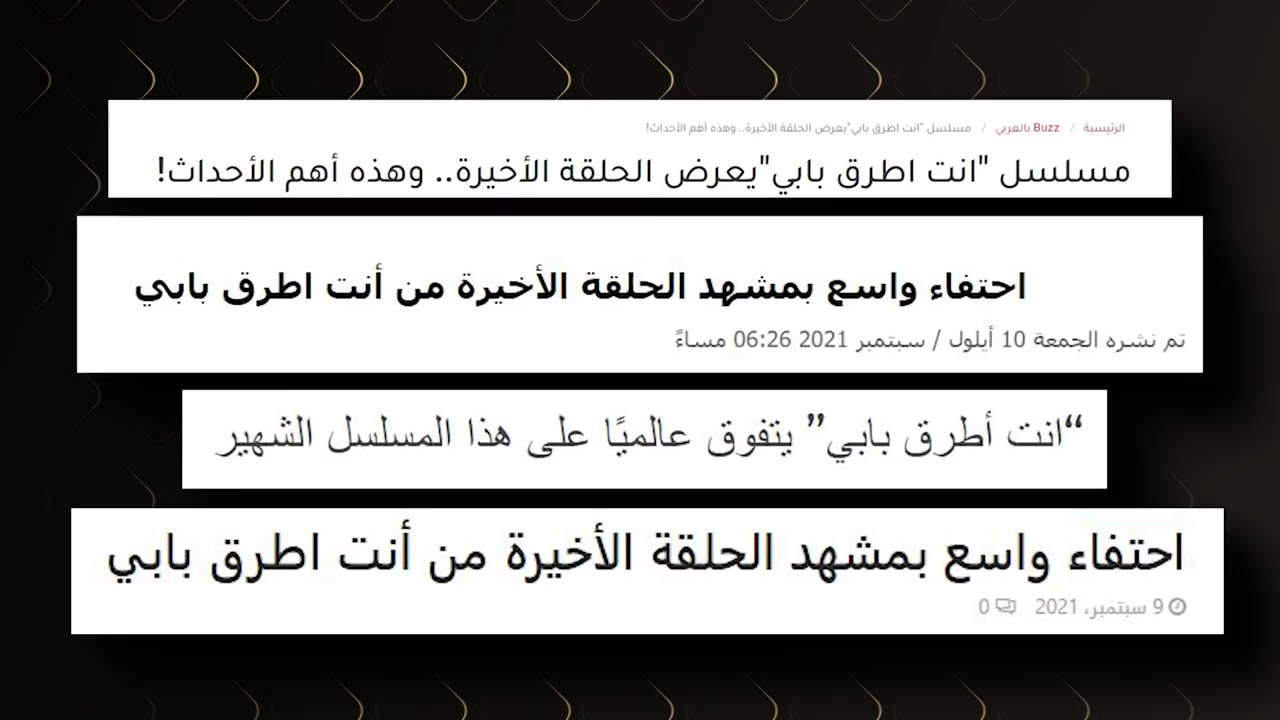 الرئيسية / Buzz بالعربي / مسلسل "انت اطرق بابي"يعرض الحلقة الأخيرة.. وهذه أهم الأحداث!
مسلسل "انت اطرق بابي"يعرض الحلقة الأخيرة.. وهذه أهم الأحداث!
احتفاء واسع بمشهد الحلقة الأخيرة من أنت اطرق بابي
تم نشره الجمعة 10 أيلول / سبتمبر 2021 06:26 مساءً
“انت أطرق بابي” يتفوق عالميًا على هذا المسلسل الشهير
احتفاء واسع بمشهد الحلقة الأخيرة من أنت اطرق بابي
9 سبتمبر، 2021 0